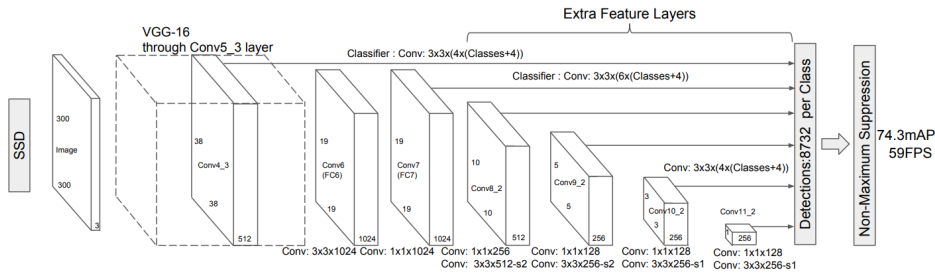 Extra Feature Layers
VGG-16
through Conv5_3 layer
Classifier : Conv: 3x3x(4x(Classes+4))
Classifier : Conv: 3x3x(6x(Classes+4))
SSD
300
Image
300
3
38
Conv4_3
38
512
19
Conv6
(FC6)
19
1024
19
Conv7
(FC7)
19
1024
10
Conv8_2
10
512
5
Conv9_2
5
256
Conv: 3x3x(4x(Classes+4))
3
Conv10_2
3
256
Conv11_2
1
256
Detections:8732 per Class
Non-Maximum Suppression
74.3mAP
59FPS
Conv: 3x3x1024
Conv: 1x1x1024
Conv: 1x1x256
Conv: 3x3x512-s2
Conv: 1x1x128
Conv: 3x3x256-s2
Conv: 1x1x128
Conv: 3x3x256-s1
Conv: 1x1x128
Conv: 3x3x256-s1